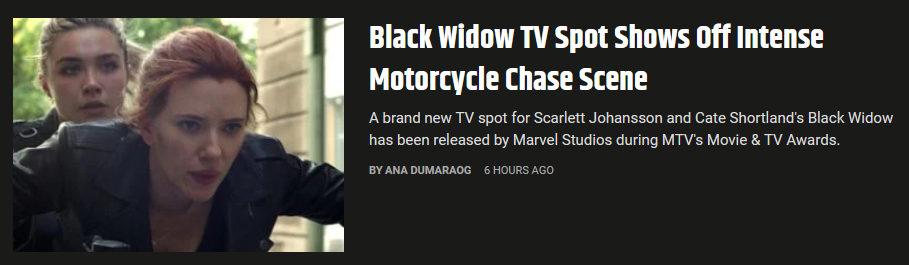 Black Widow TV Spot Shows Off Intense
Motorcycle Chase Scene
A brand new TV spot for Scarlett Johansson and Cate Shortland's Black Widow
has been released by Marvel Studios during MTV's Movie & TV Awards.
BY ANA DUMARAOG 6 HOURS AGO